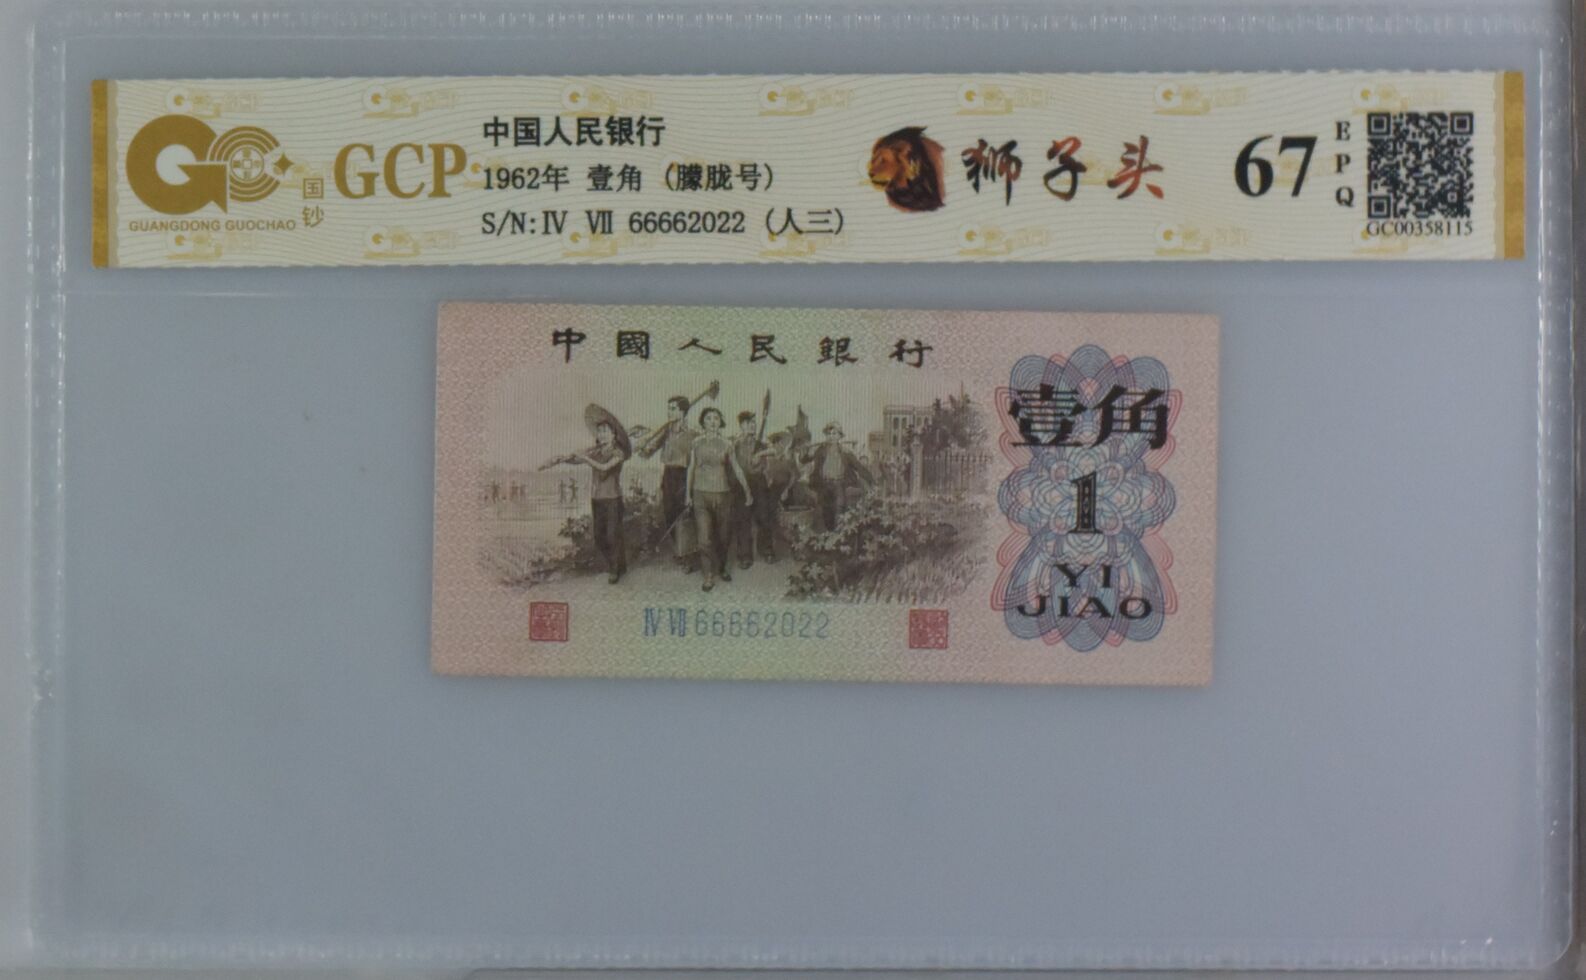 GCP
国钞
GUANGDONG GUOCHAO
中国人民银行
1962年 壹角 (朦胧号)
S/N:Ⅳ Ⅶ 66662022 (人三)
狮子头
67
EPQ
GC00358115
中國人民銀行
壹角
1
YI
JIAO
Ⅳ Ⅶ 66662022